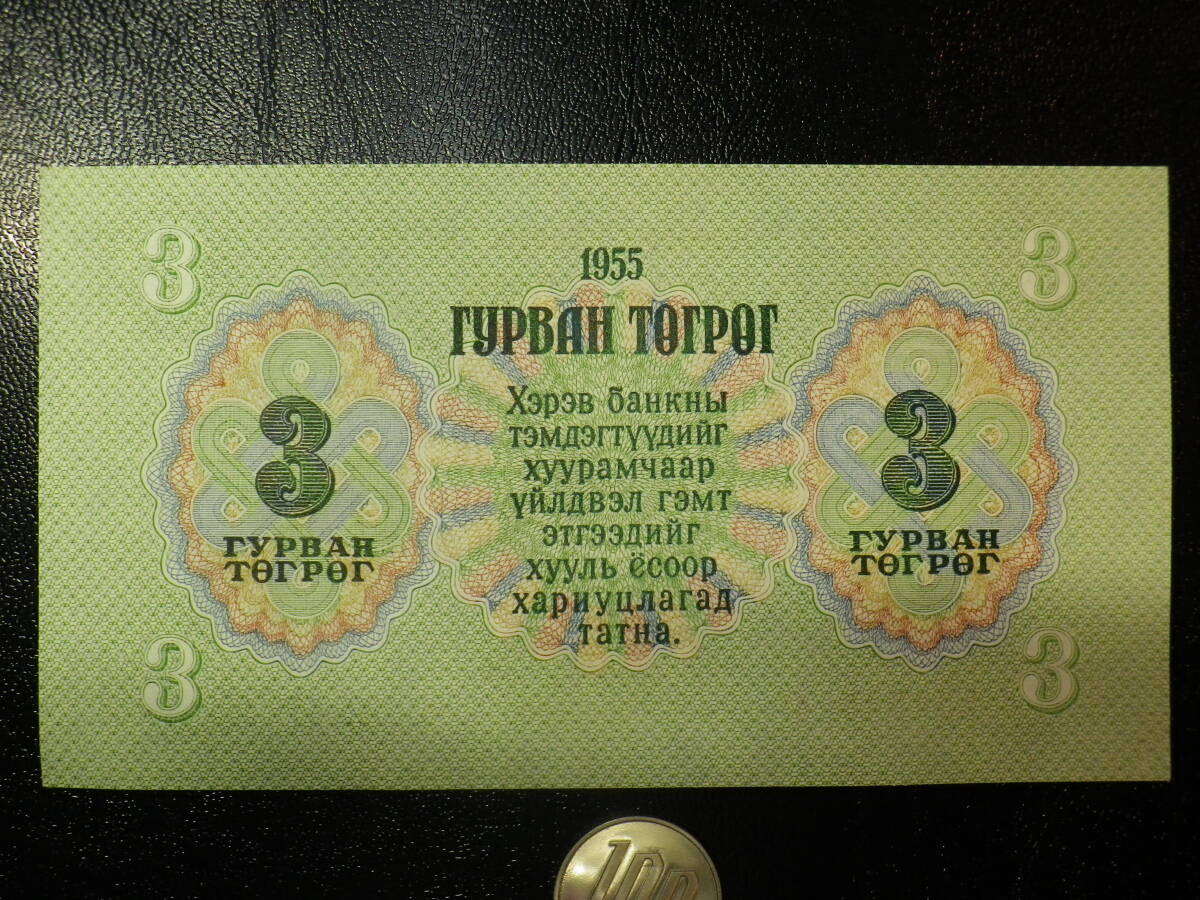 3
3
1955
ГУРВАН ТӨГРӨГ
Хэрэв банкны
тэмдэгтүүдийг
хуурамчаар
үйлдвэл гэмт
этгээдийг
хууль ёсоор
хариуцлагад
татна.
3
ГУРВАН
ТӨГРӨГ
3
ГУРВАН
ТӨГРӨГ
3
3
100